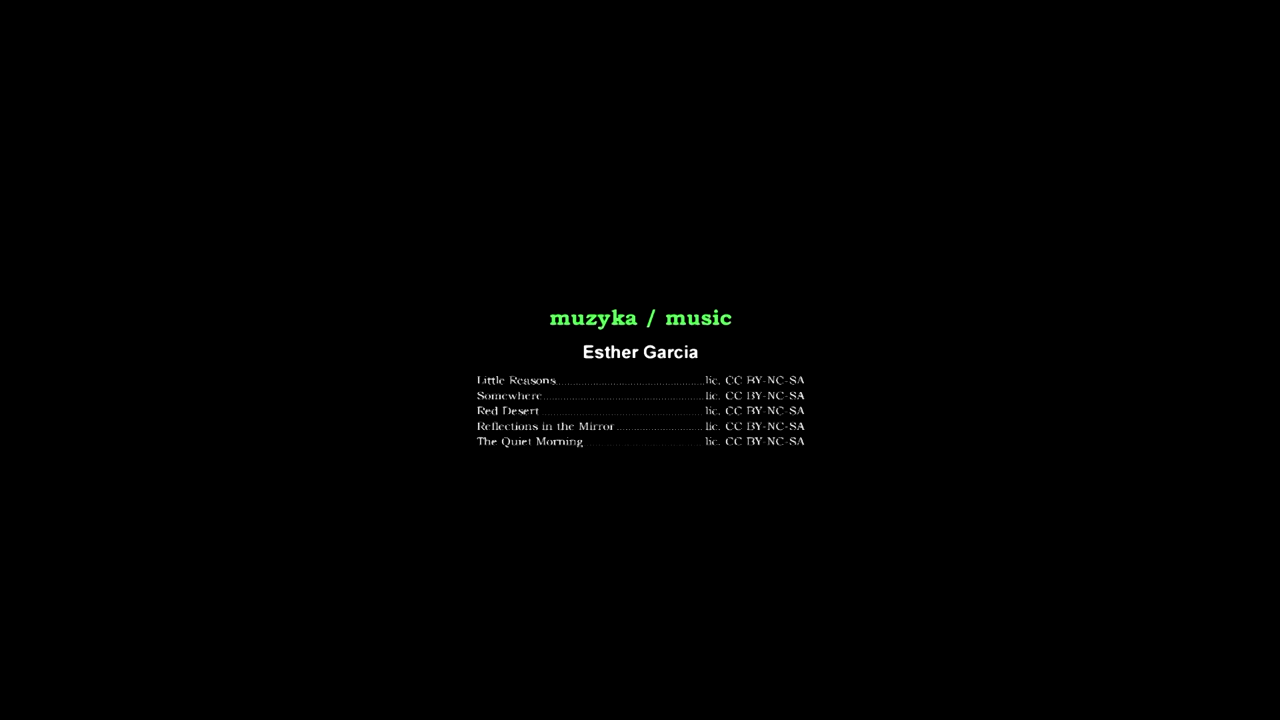 muzyka / music
Esther Garcia
Little Reasons..................................................lic. CC BY-NC-SA
Somewhere......................................................lic. CC BY-NC-SA
Red Desert.......................................................lic. CC BY-NC-SA
Reflections in the Mirror.............................lic. CC BY-NC-SA
The Quiet Morning........................................lic. CC BY-NC-SA